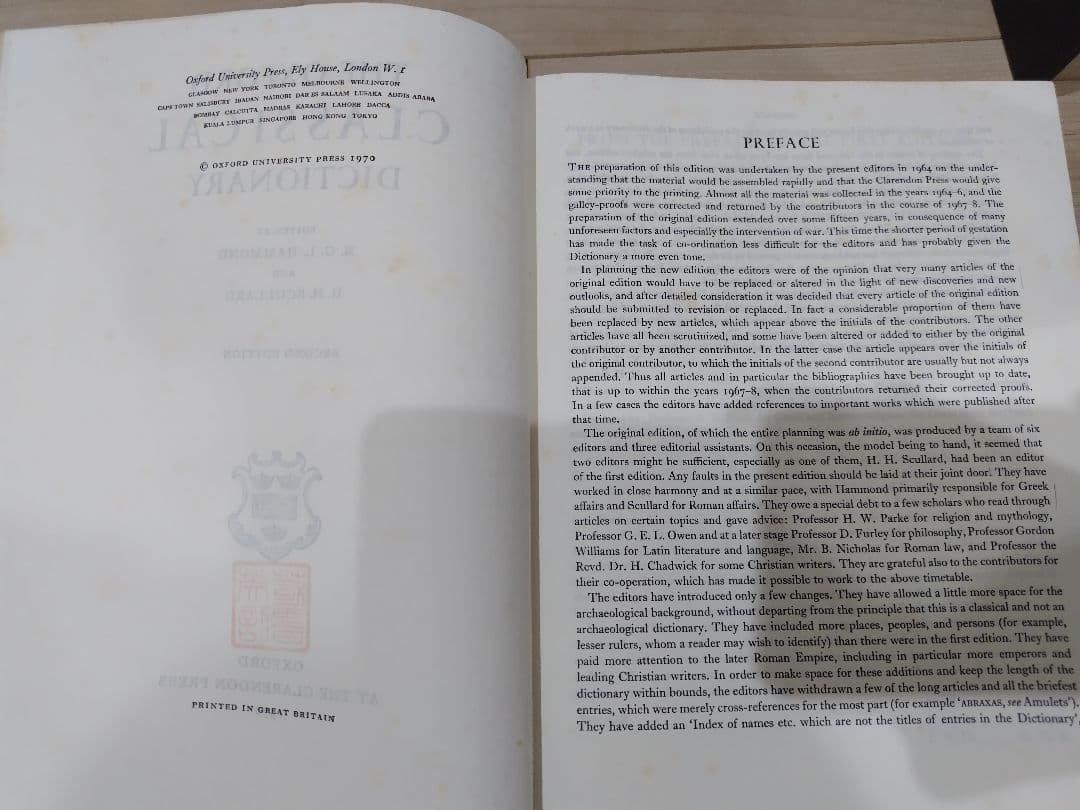 Oxford University Press, Ely House, London W. 1
GLASGOW NEW YORK TORONTO MELBOURNE WELLINGTON
CAPE TOWN SALISBURY IBADAN NAIROBI DAR ES SALAAM LUSAKA ADDIS ABABA
BOMBAY CALCUTTA MADRAS KARACHI LAHORE DACCA
KUALA LUMPUR SINGAPORE HONG KONG TOKYO
© OXFORD UNIVERSITY PRESS 1970
CLASSICAL
DICTIONARY
EDITED BY
N. G. L. HAMMOND
AND
H. H. SCULLARD
SECOND EDITION
OXFORD
AT THE CLARENDON PRESS
PRINTED IN GREAT BRITAIN
PREFACE
THE preparation of this edition was undertaken by the present editors in 1964 on the under-
standing that the material would be assembled rapidly and that the Clarendon Press would give
some priority to the printing. Almost all the material was collected in the years 1964–6, and the
galley-proofs were corrected and returned by the contributors in the course of 1967–8. The
preparation of the original edition extended over some fifteen years, in consequence of many
unforeseen factors and especially the intervention of war. This time the shorter period of gestation
has made the task of co-ordination less difficult for the editors and has probably given the
Dictionary a more even tone.
In planning the new edition the editors were of the opinion that very many articles of the
original edition would have to be replaced or altered in the light of new discoveries and new
outlooks, and after detailed consideration it was decided that every article of the original edition
should be submitted to revision or replaced. In fact a considerable proportion of them have
been replaced by new articles, which appear above the initials of the contributors. The other
articles have all been scrutinized, and some have been altered or added to either by the original
contributor or by another contributor. In the latter case the article appears over the initials of
the original contributor, to which the initials of the second contributor are usually but not always
appended. Thus all articles and in particular the bibliographies have been brought up to date,
that is up to within the years 1967–8, when the contributors returned their corrected proofs.
In a few cases the editors have added references to important works which were published after
that time.
The original edition, of which the entire planning was ab initio, was produced by a team of six
editors and three editorial assistants. On this occasion, the model being to hand, it seemed that
two editors might be sufficient, especially as one of them, H. H. Scullard, had been an editor
of the first edition. Any faults in the present edition should be laid at their joint door. They have
worked in close harmony and at a similar pace, with Hammond primarily responsible for Greek
affairs and Scullard for Roman affairs. They owe a special debt to a few scholars who read through
articles on certain topics and gave advice: Professor H. W. Parke for religion and mythology,
Professor G. E. L. Owen and at a later stage Professor D. Furley for philosophy, Professor Gordon
Williams for Latin literature and language, Mr. B. Nicholas for Roman law, and Professor the
Revd. Dr. H. Chadwick for some Christian writers. They are grateful also to the contributors for
their co-operation, which has made it possible to work to the above timetable.
The editors have introduced only a few changes. They have allowed a little more space for the
archaeological background, without departing from the principle that this is a classical and not an
archaeological dictionary. They have included more places, peoples, and persons (for example,
lesser rulers, whom a reader may wish to identify) than there were in the first edition. They have
paid more attention to the later Roman Empire, including in particular more emperors and
leading Christian writers. In order to make space for these additions and keep the length of the
dictionary within bounds, the editors have withdrawn a few of the long articles and all the briefest
entries, which were merely cross-references for the most part (for example 'ABRAXAS, see Amulets').
They have added an 'Index of names etc. which are not the titles of entries in the Dictionary',